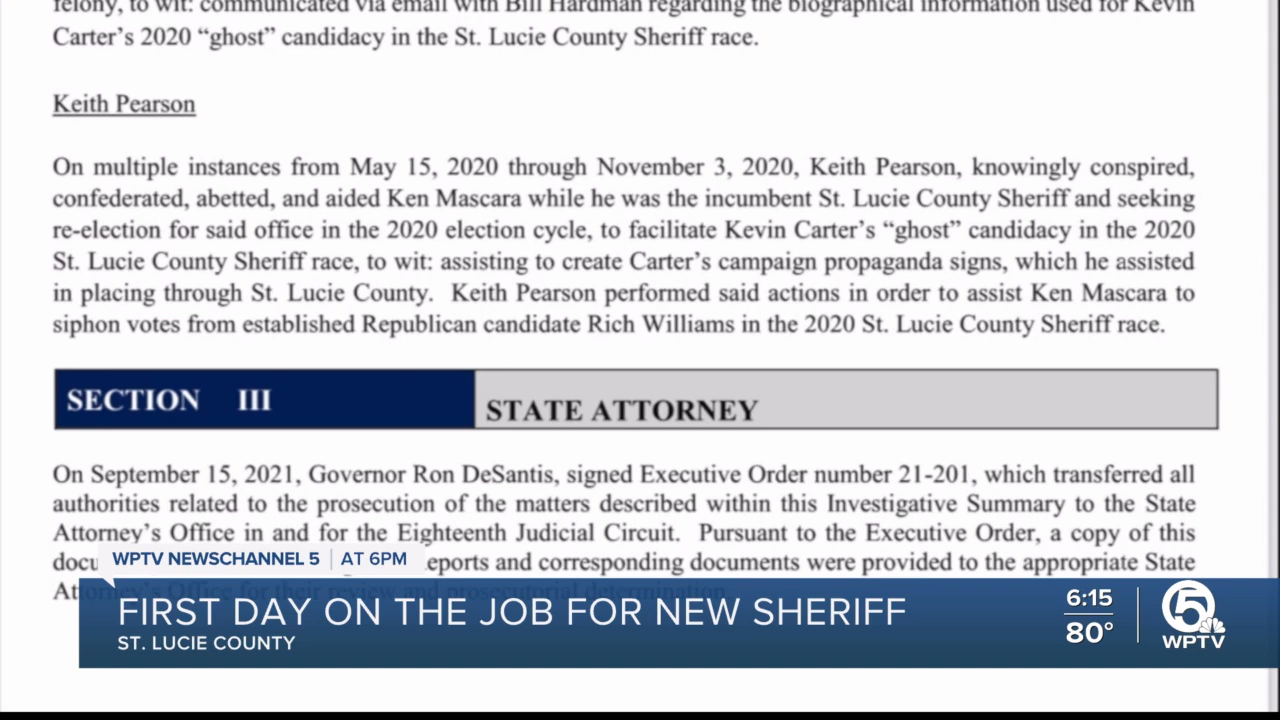 felony, to wit: communicated via email with Bill Hardman regarding the biographical information used for Kevin
Carter's 2020 “ghost” candidacy in the St. Lucie County Sheriff race.
Keith Pearson
On multiple instances from May 15, 2020 through November 3, 2020, Keith Pearson, knowingly conspired,
confederated, abetted, and aided Ken Mascara while he was the incumbent St. Lucie County Sheriff and seeking
re-election for said office in the 2020 election cycle, to facilitate Kevin Carter's “ghost” candidacy in the 2020
St. Lucie County Sheriff race, to wit: assisting to create Carter's campaign propaganda signs, which he assisted
in placing through St. Lucie County. Keith Pearson performed said actions in order to assist Ken Mascara to
siphon votes from established Republican candidate Rich Williams in the 2020 St. Lucie County Sheriff race.
SECTION III
STATE ATTORNEY
On September 15, 2021, Governor Ron DeSantis, signed Executive Order number 21-201, which transferred all
authorities related to the prosecution of the matters described within this Investigative Summary to the State
Attorney's Office in and for the Eighteenth Judicial Circuit. Pursuant to the Executive Order, a copy of this
docu eports and corresponding documents were provided to the appropriate State
At
WPTV NEWSCHANNEL 5 | AT 6PM
FIRST DAY ON THE JOB FOR NEW SHERIFF
ST. LUCIE COUNTY
6:15
80°
5
WPTV